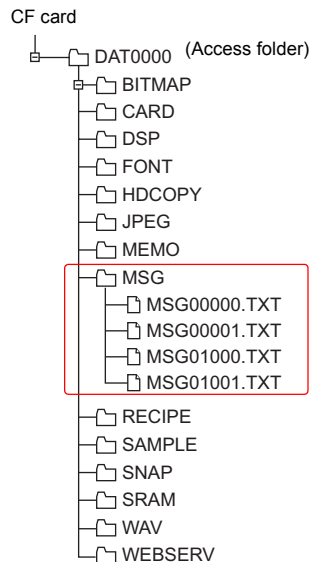 CF card
DAT0000 (Access folder)
BITMAP
CARD
DSP
FONT
HDCOPY
JPEG
MEMO
MSG
MSG00000.TXT
MSG00001.TXT
MSG01000.TXT
MSG01001.TXT
RECIPE
SAMPLE
SNAP
SRAM
WAV
WEBSERV